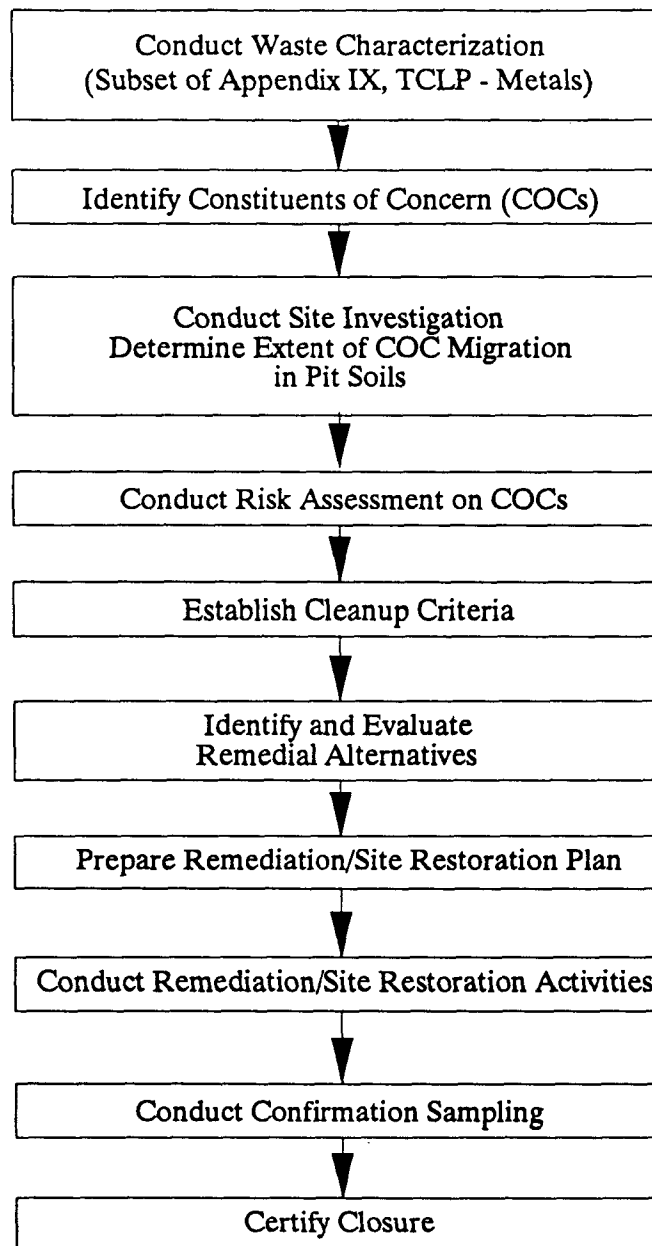 Conduct Waste Characterization
(Subset of Appendix IX, TCLP - Metals)
Identify Constituents of Concern (COCs)
Conduct Site Investigation
Determine Extent of COC Migration
in Pit Soils
Conduct Risk Assessment on COCs
Establish Cleanup Criteria
Identify and Evaluate
Remedial Alternatives
Prepare Remediation/Site Restoration Plan
Conduct Remediation/Site Restoration Activities
Conduct Confirmation Sampling
Certify Closure